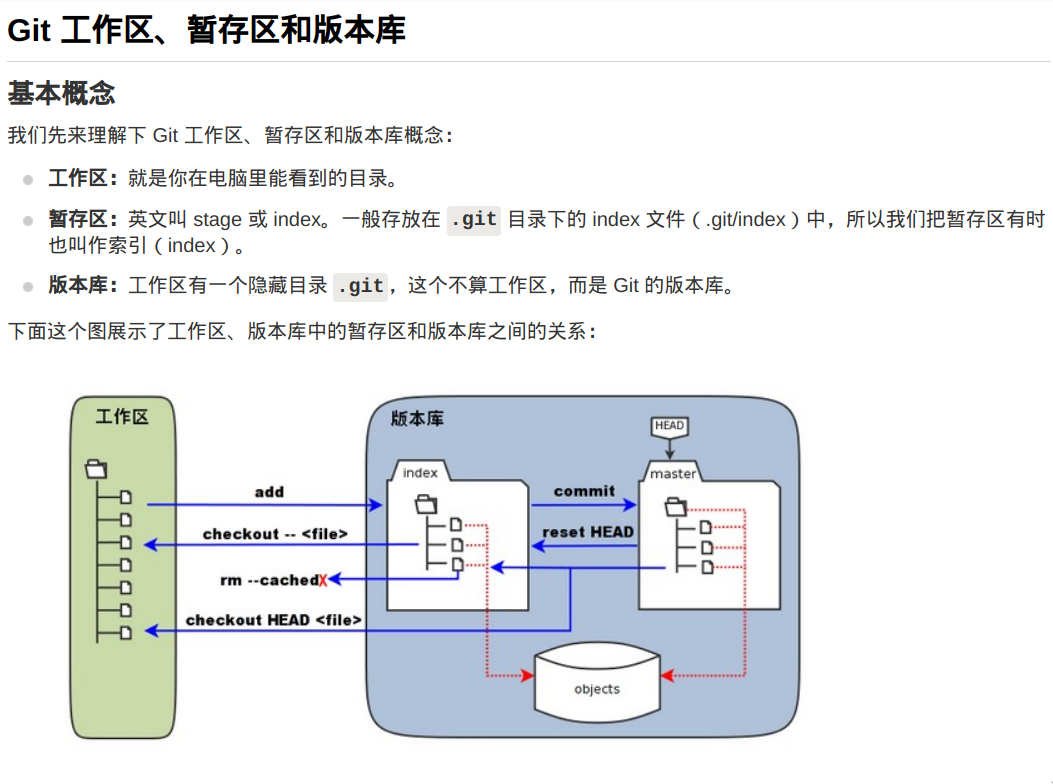 Git 工作区、暂存区和版本库
基本概念
我们先来理解下 Git 工作区、暂存区和版本库概念：
工作区：就是你在电脑里能看到的目录。
暂存区：英文叫 stage 或 index。一般存放在 .git 目录下的 index 文件（.git/index）中，所以我们把暂存区有时
也叫作索引（index）。
版本库：工作区有一个隐藏目录 .git，这个不算工作区，而是 Git 的版本库。
下面这个图展示了工作区、版本库中的暂存区和版本库之间的关系：
工作区
版本库
HEAD
index
master
add
commit
checkout -- <file>
reset HEAD
rm --cached
X
checkout HEAD <file>
objects